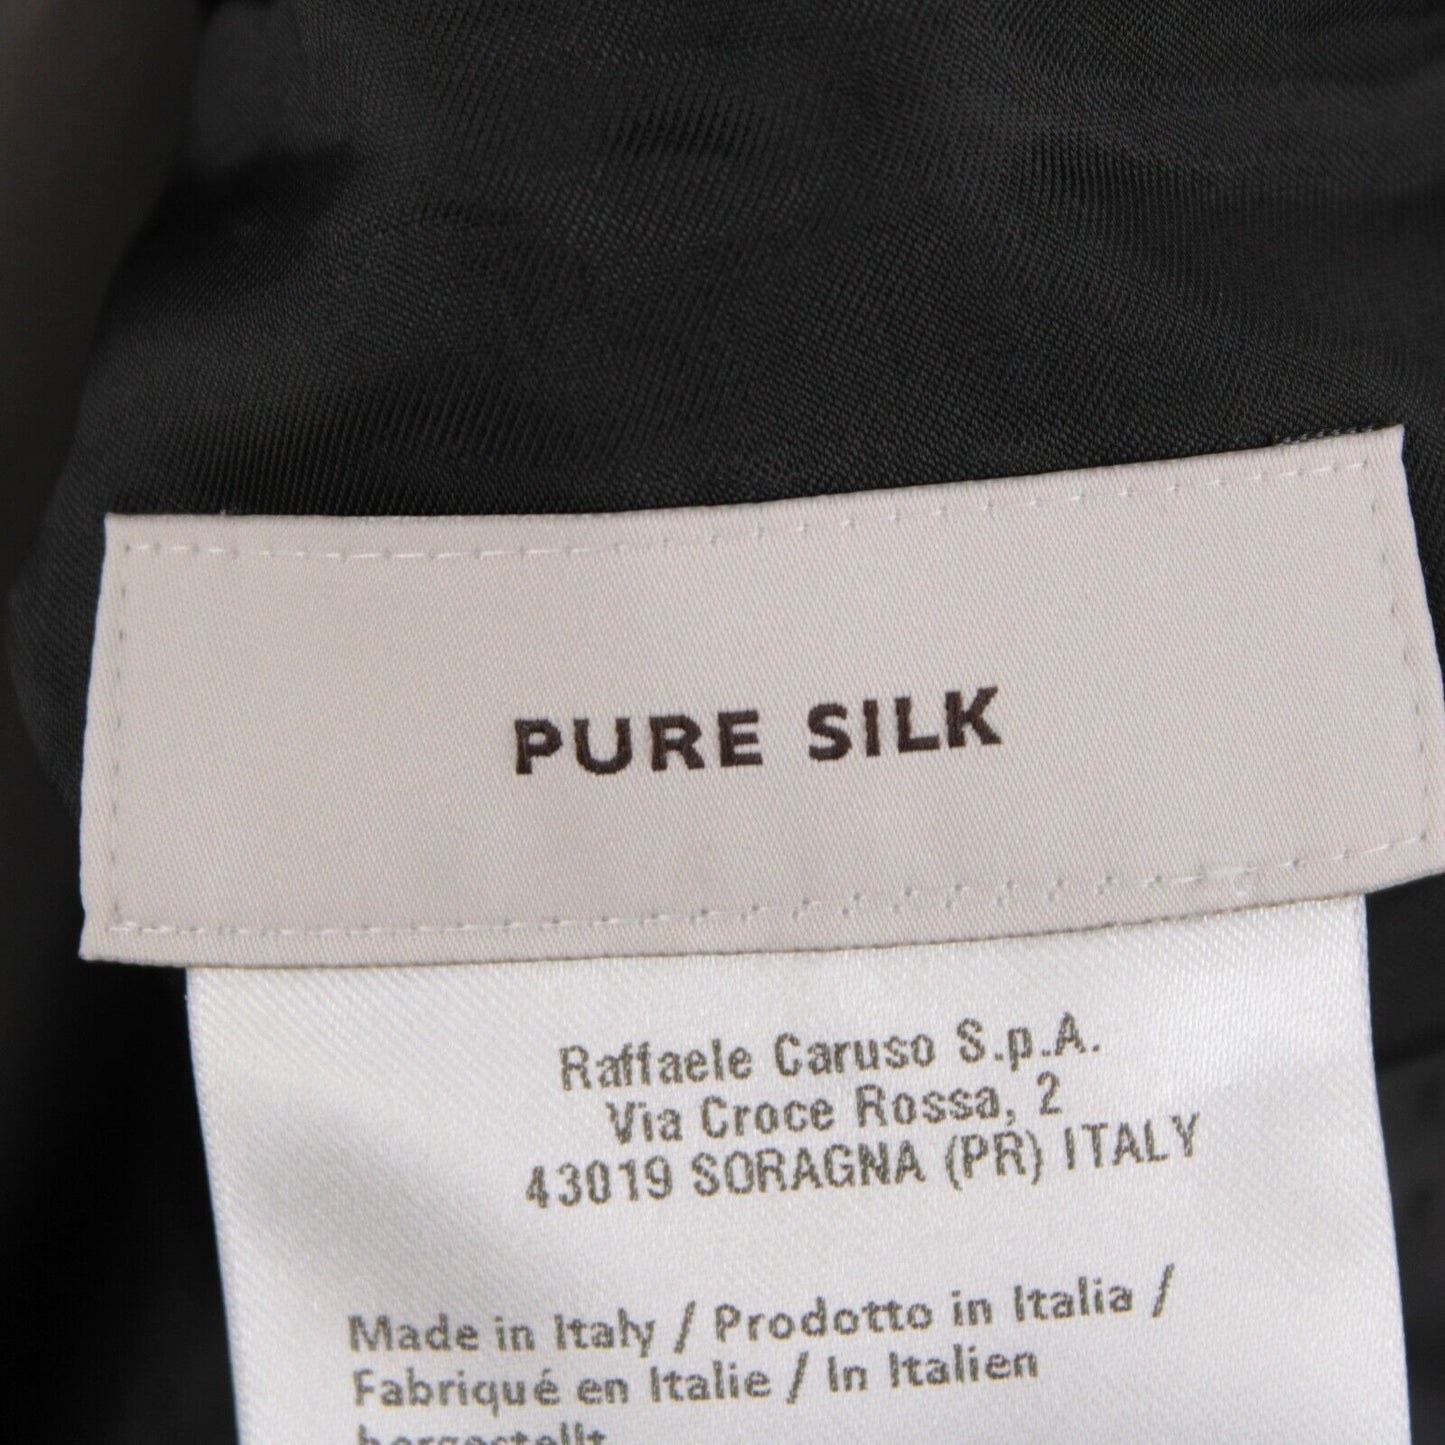 PURE SILK
Raffaele Caruso S.p.A.
Via Croce Rossa, 2
43019 SORAGNA (PR) ITALY
Made in Italy / Prodotto in Italia /
Fabriqué en Italie / In Italien
hergestellt